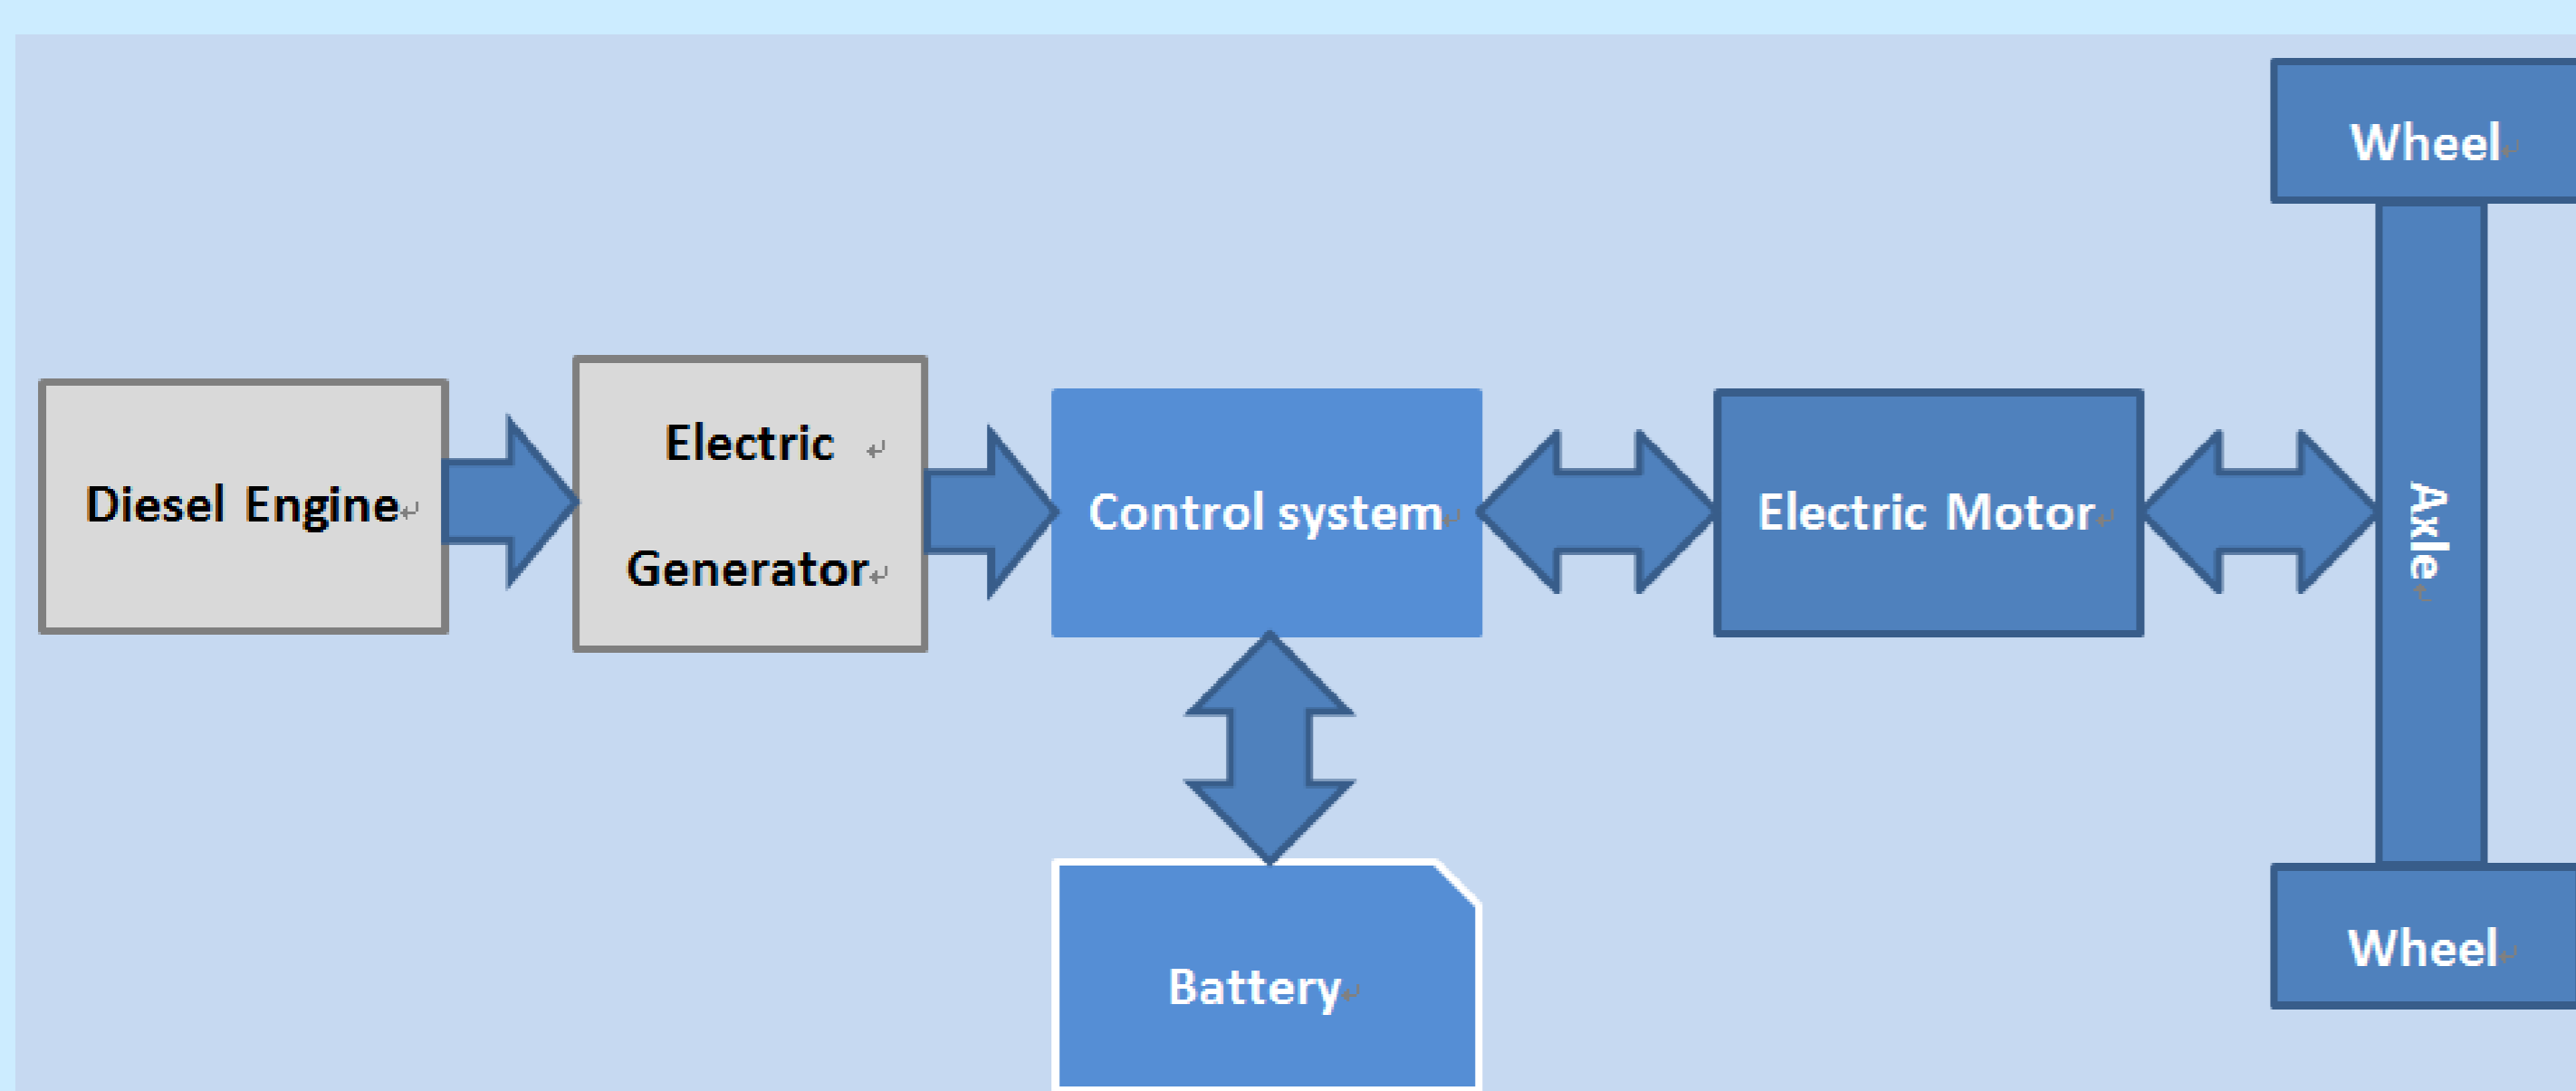 Wheel
Diesel Engine
Electric
Generator
Control system
Electric Motor
Axle
Wheel
Battery